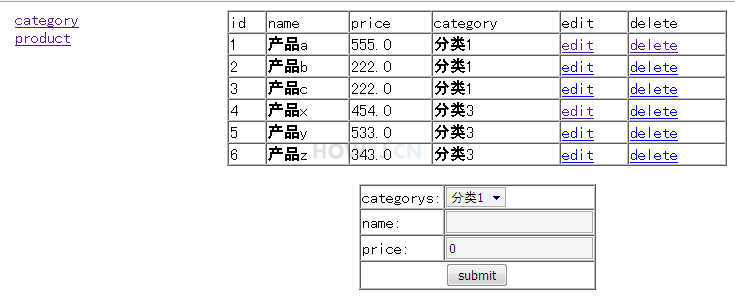 category
product
id name price category edit delete
1 产品a 555.0 分类1 edit delete
2 产品b 222.0 分类1 edit delete
3 产品c 222.0 分类1 edit delete
4 产品x 454.0 分类3 edit delete
5 产品y 533.0 分类3 edit delete
6 产品z 343.0 分类3 edit delete
categorys: 分类1
name:
price: 0
submit